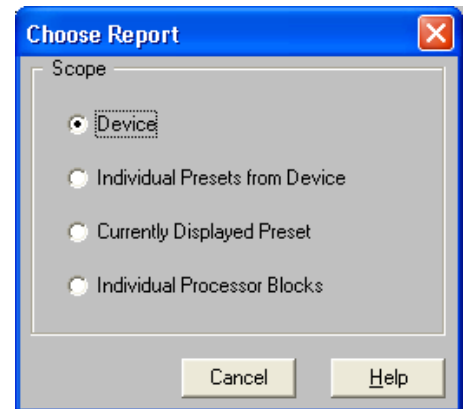 Choose Report
Scope
Device
Individual Presets from Device
Currently Displayed Preset
Individual Processor Blocks
Cancel
Help